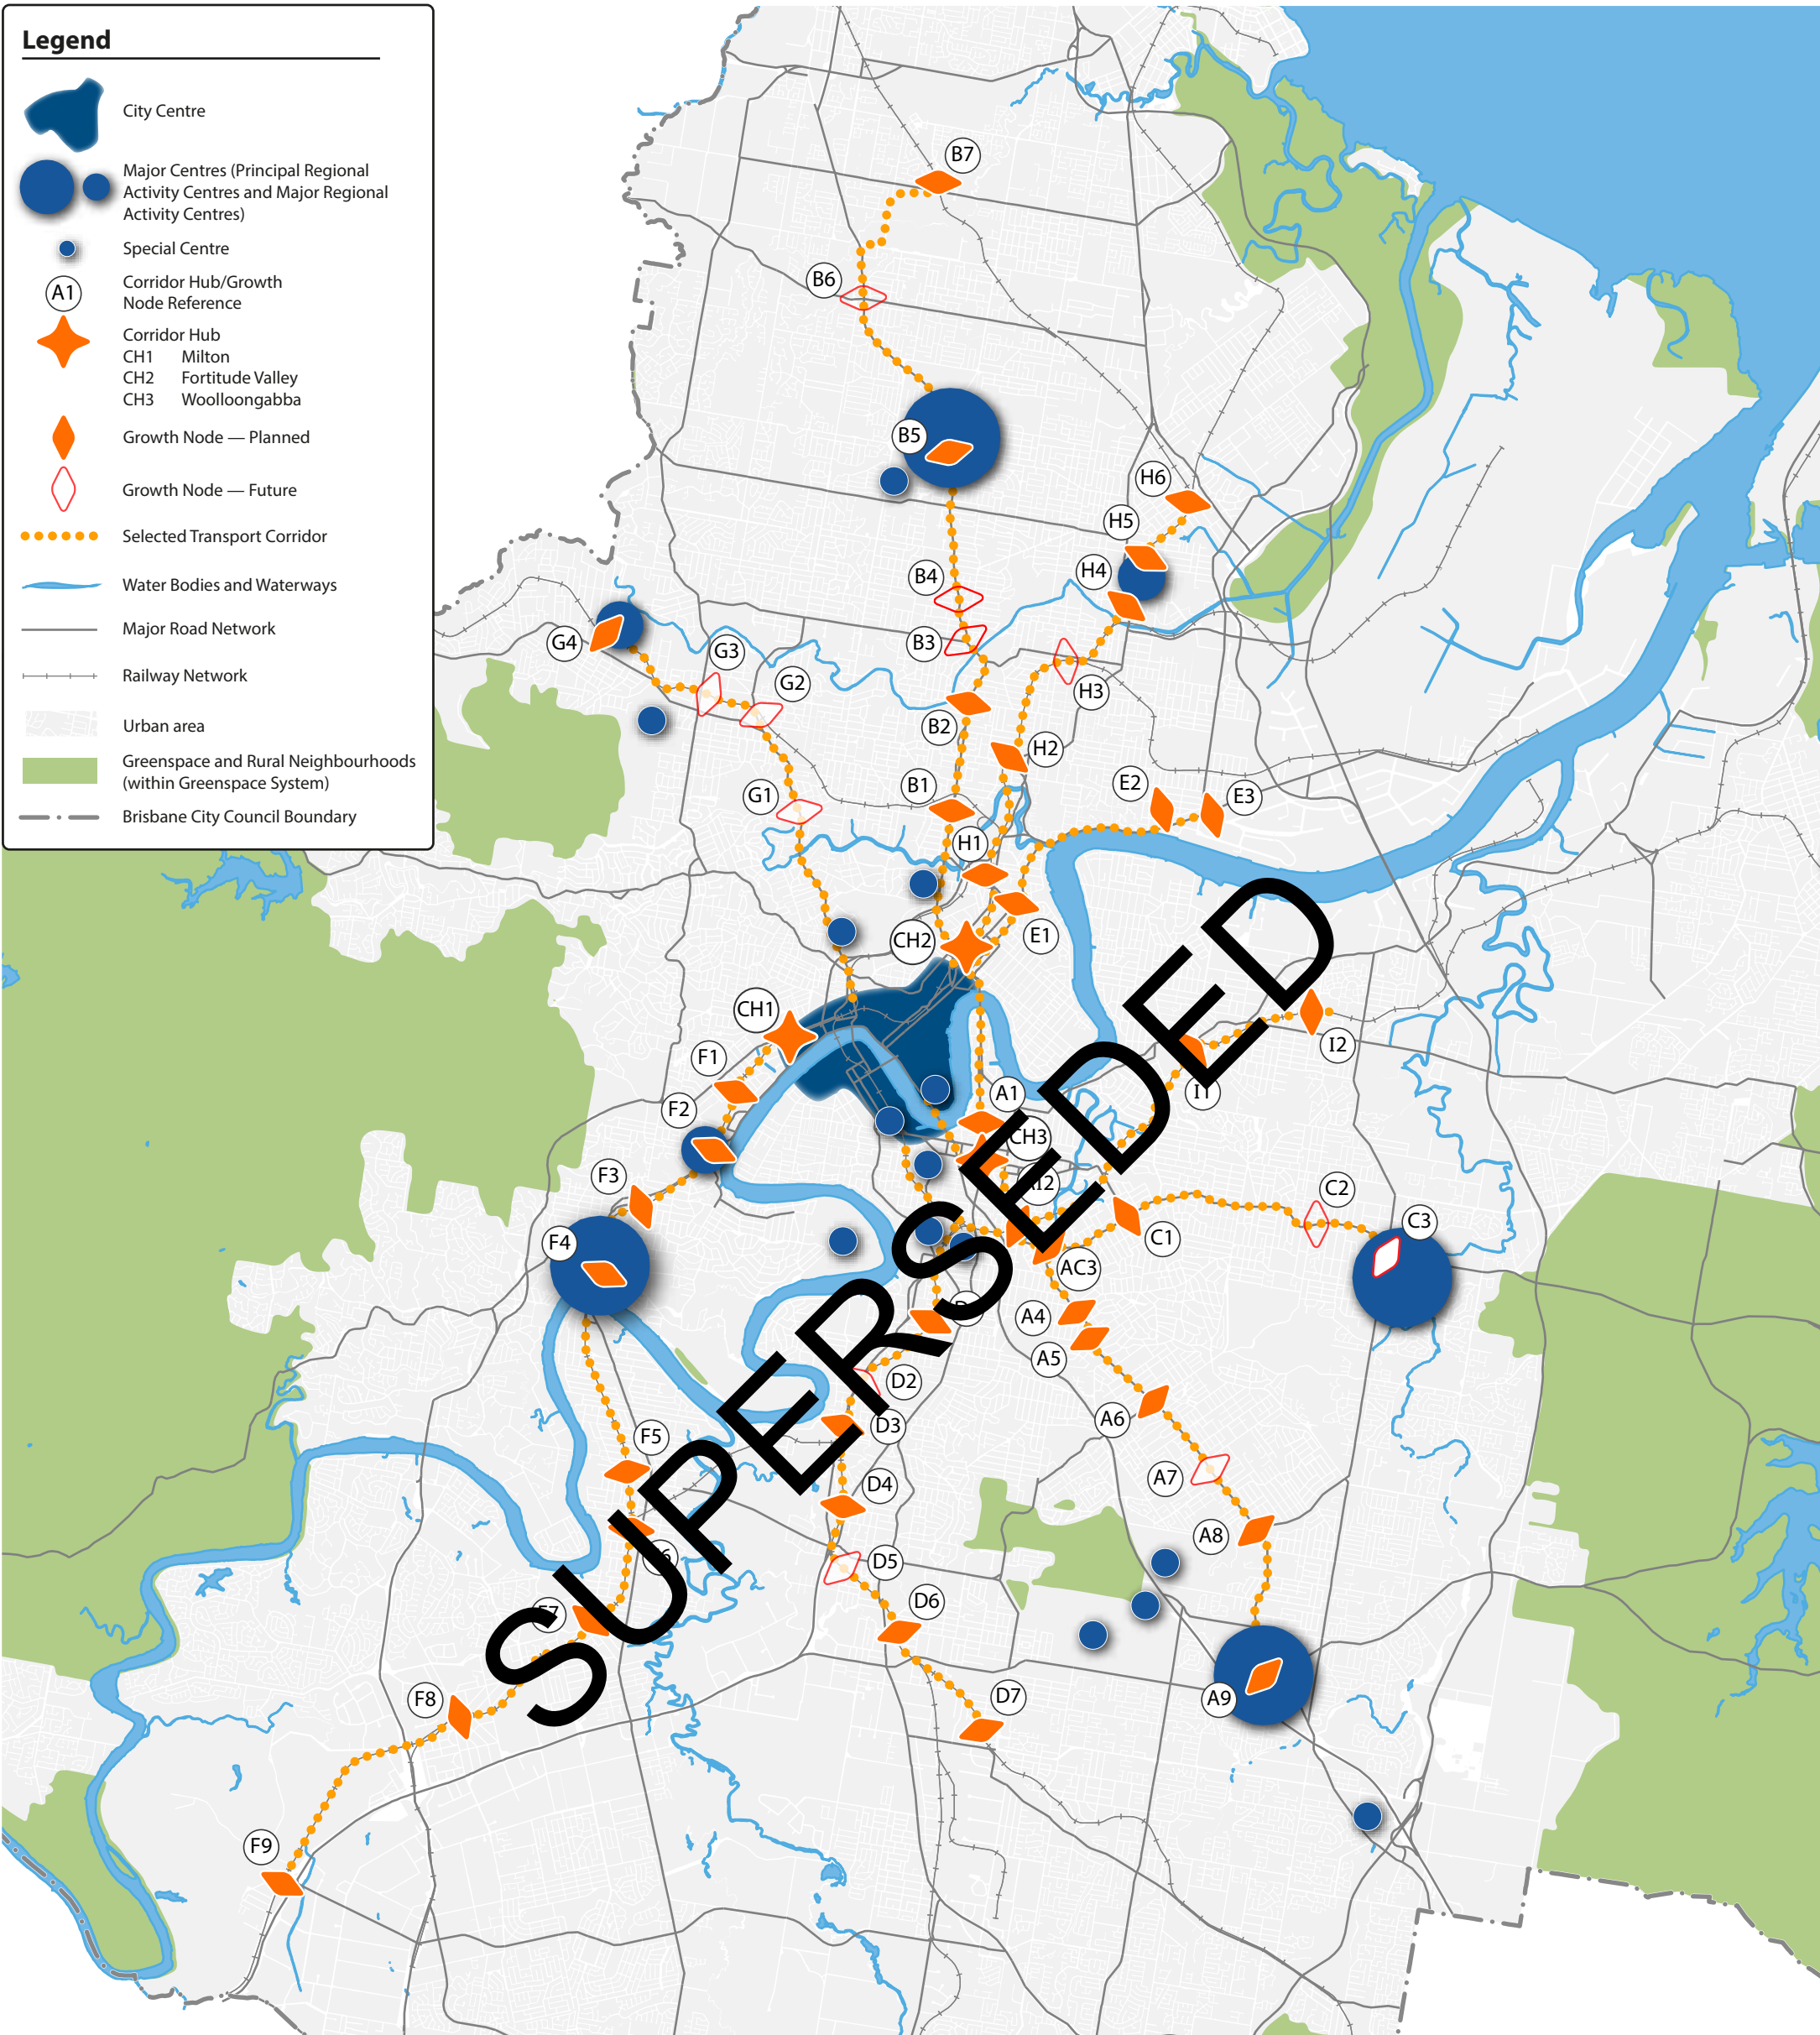 Legend
City Centre
Major Centres (Principal Regional
Activity Centres and Major Regional
Activity Centres)
Special Centre
A1
Corridor Hub/Growth
Node Reference
Corridor Hub
CH1 Milton
CH2 Fortitude Valley
CH3 Woolloongabba
Growth Node — Planned
Growth Node — Future
Selected Transport Corridor
Water Bodies and Waterways
Major Road Network
Railway Network
Urban area
Greenspace and Rural Neighbourhoods
(within Greenspace System)
Brisbane City Council Boundary
B7
B6
B5
H6
H5
H4
B4
B3
G4
G3
G2
H3
B2
H2
B1
G1
E2
E3
H1
CH2
E1
CH1
I2
F1
A1
I1
F2
CH3
F3
C2
C3
F4
C1
AC3
A4
A5
D2
A6
D3
F5
A7
D4
A8
D5
D6
F7
F8
D7
A9
F9
SUPERSEDED